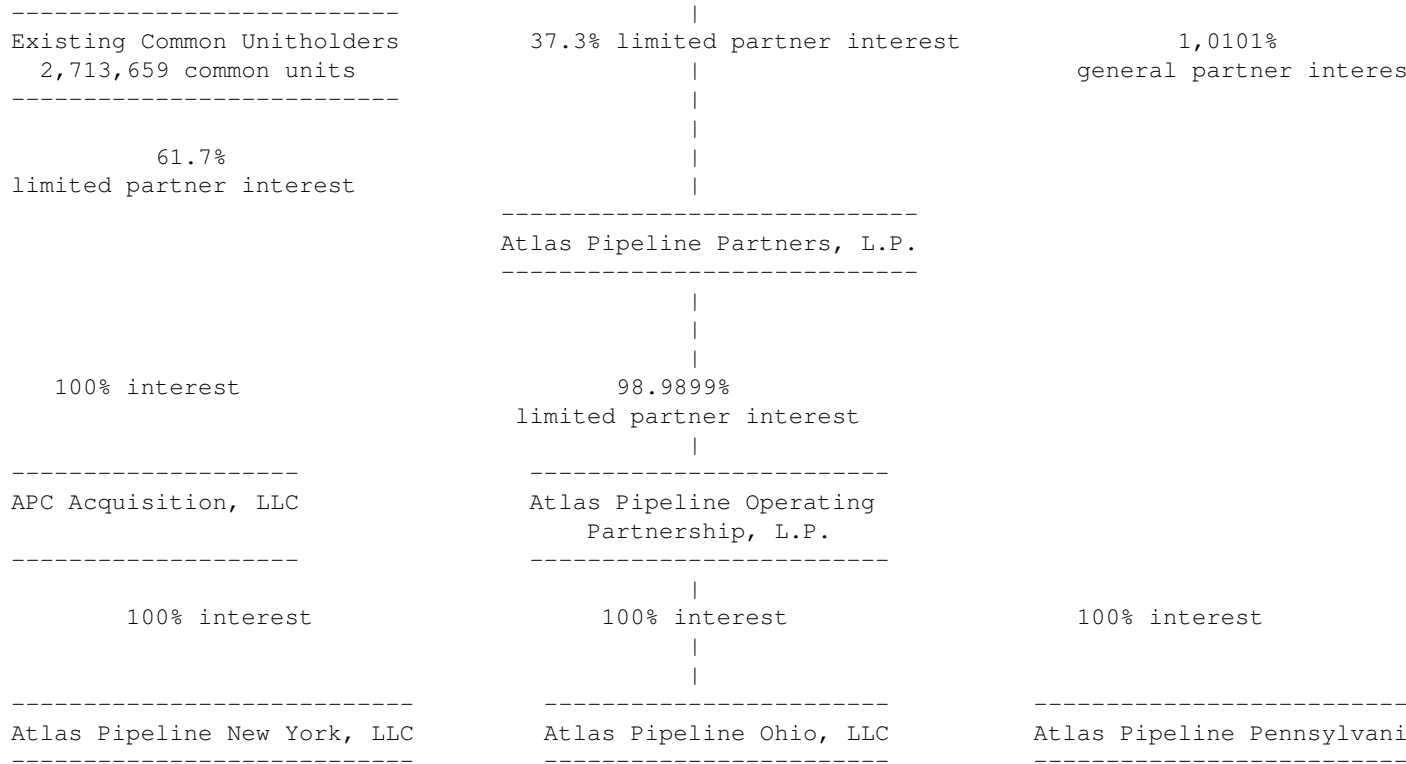 Existing Common Unitholders 37.3% limited partner interest 1,0101%
2,713,659 common units general partner interes
61.7%
limited partner interest
Atlas Pipeline Partners, L.P.
100% interest 98.9899%
limited partner interest
APC Acquisition, LLC Atlas Pipeline Operating
Partnership, L.P.
100% interest 100% interest 100% interest
Atlas Pipeline New York, LLC Atlas Pipeline Ohio, LLC Atlas Pipeline Pennsylvani